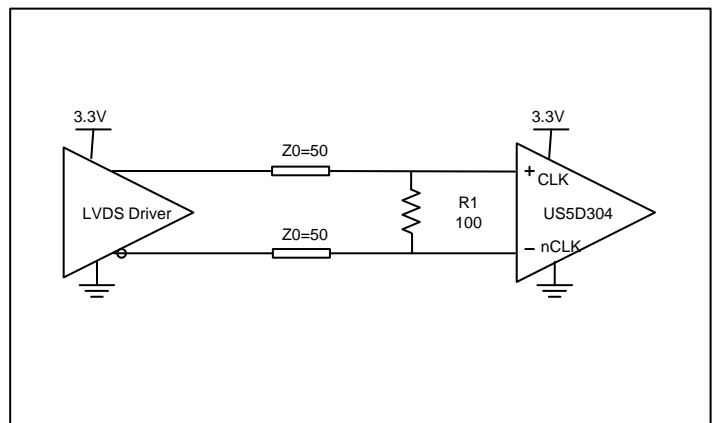 3.3V
3.3V
Z0=50
+ CLK
LVDS Driver
R1
100
US5D304
Z0=50
− nCLK